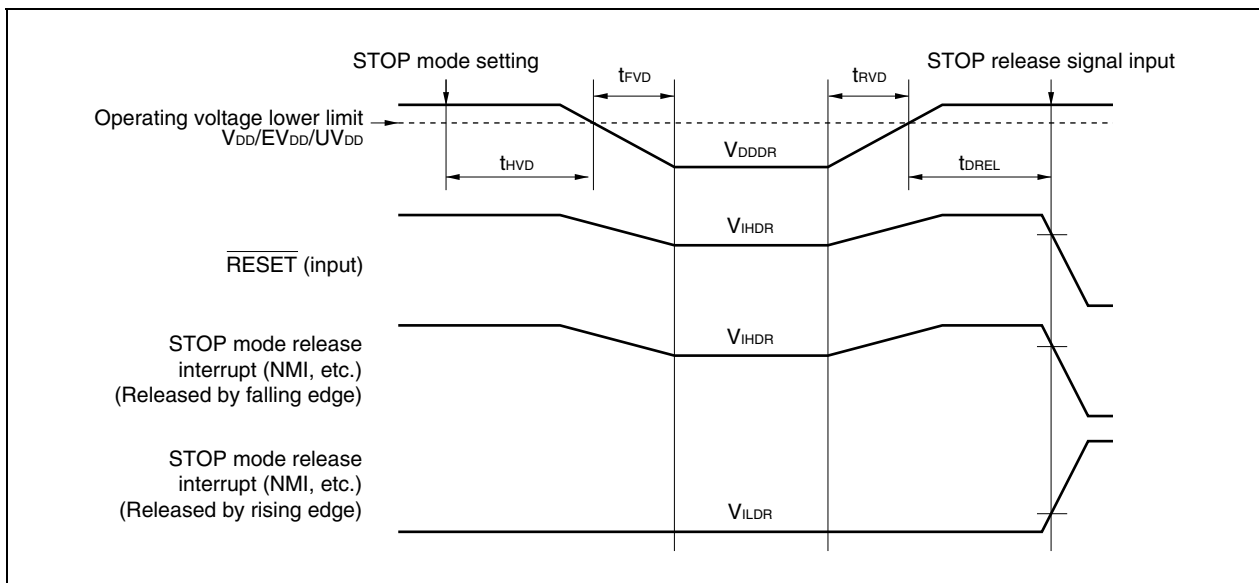 STOP mode setting
tFVD
tRVD
STOP release signal input
Operating voltage lower limit
VDD/EVDD/UVDD
tHVD
VDDDR
tDREL
RESET (input)
VIHDR
STOP mode release
interrupt (NMI, etc.)
(Released by falling edge)
VIHDR
STOP mode release
interrupt (NMI, etc.)
(Released by rising edge)
VILDR